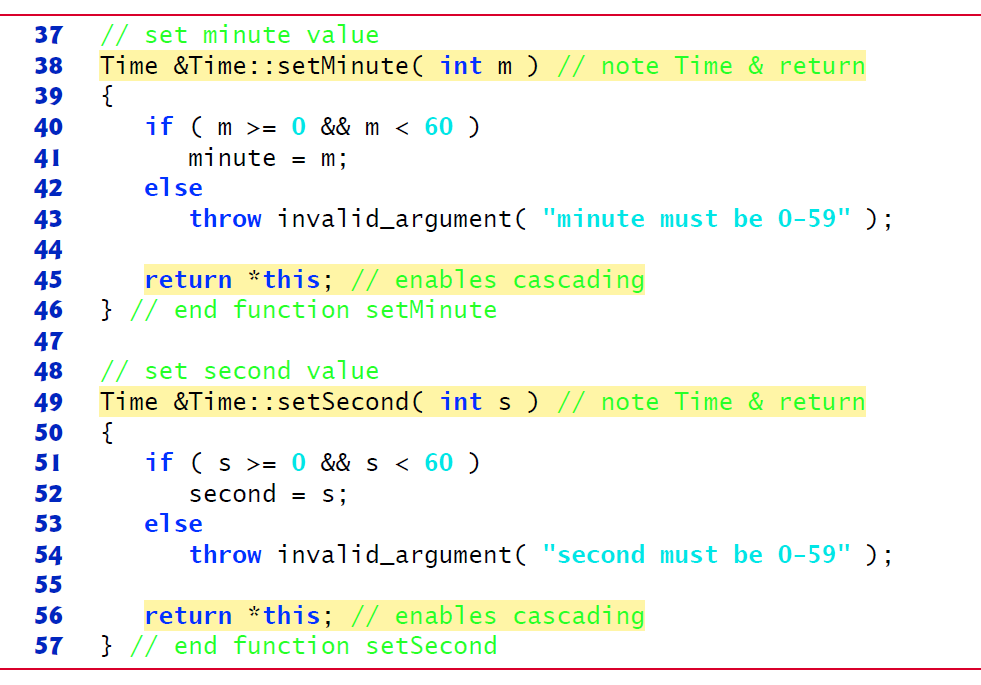 37 // set minute value
38 Time &Time::setMinute( int m ) // note Time & return
39 {
40    if ( m >= 0 && m < 60 )
41       minute = m;
42    else
43       throw invalid_argument( "minute must be 0-59" );
44
45    return *this; // enables cascading
46 } // end function setMinute
47
48 // set second value
49 Time &Time::setSecond( int s ) // note Time & return
50 {
51    if ( s >= 0 && s < 60 )
52       second = s;
53    else
54       throw invalid_argument( "second must be 0-59" );
55
56    return *this; // enables cascading
57 } // end function setSecond